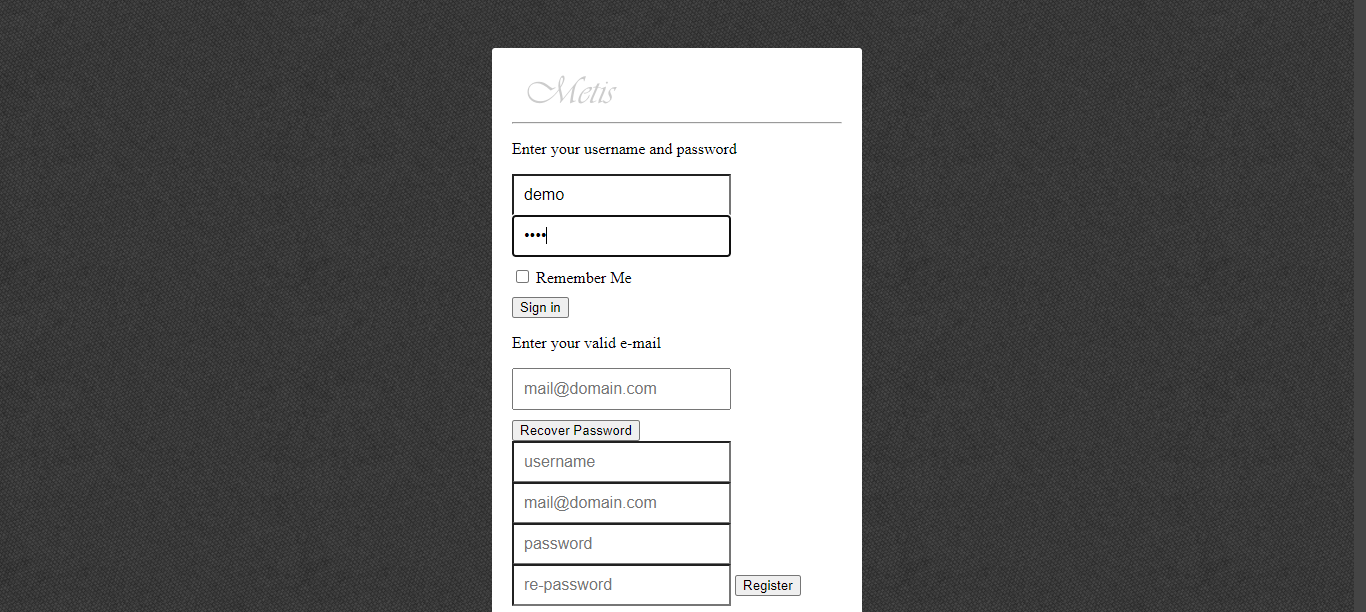 Metis
Enter your username and password
demo
••••
Remember Me
Sign in
Enter your valid e-mail
mail@domain.com
Recover Password
username
mail@domain.com
password
re-password Register